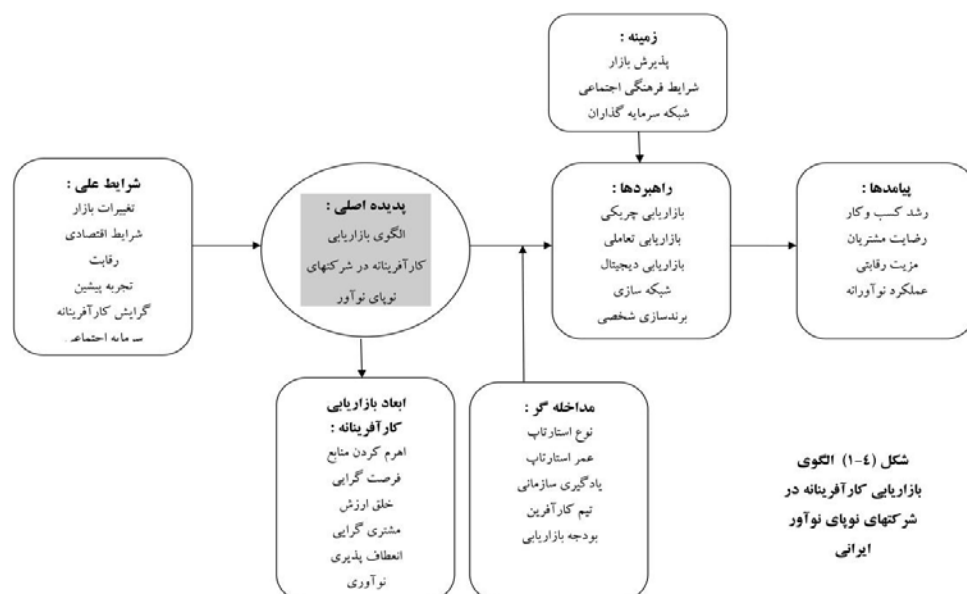 زمینه :
پذیرش بازار
شرایط فرهنگی اجتماعی
شبکه سرمایه گذاران
شرایط علی :
تغییرات بازار
شرایط اقتصادی
رقابت
تجربه پیشین
گرایش کارآفرینانه
سرمایه اجتماعی
پدیده اصلی :
الگوی بازاریابی
کارآفرینانه در شرکتهای
نوپای نوآور
راهبردها :
بازاریابی چریکی
بازاریابی تعاملی
بازاریابی دیجیتال
شبکه سازی
برندسازی شخصی
پیامدها :
رشد کسب وکار
رضایت مشتریان
مزیت رقابتی
عملکرد نوآورانه
ابعاد بازاریابی
کارآفرینانه :
اهرم کردن منابع
فرصت گرایی
خلق ارزش
مشتری گرایی
انعطاف پذیری
نوآوری
مداخله گر :
نوع استارتاپ
عمر استارتاپ
یادگیری سازمانی
تیم کارآفرین
بودجه بازاریابی
شکل (٤-١) الگوی
بازاریابی کارآفرینانه در
شرکتهای نوپای نوآور
ایرانی